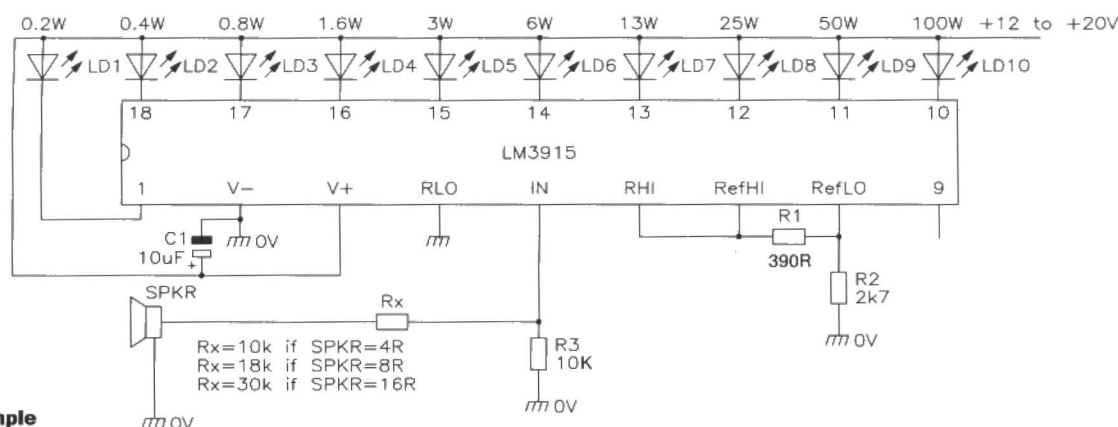 0.2W 0.4W 0.8W 1.6W 3W 6W 13W 25W 50W 100W +12 to +20V
LD1 LD2 LD3 LD4 LD5 LD6 LD7 LD8 LD9 LD10
18 17 16 15 14 13 12 11 10
LM3915
1 V- V+ RLO IN RHI RefHI RefLO 9
R1
390R
C1
10uF
+
0V
R2
2k7
0V
SPKR
Rx
Rx=10k if SPKR=4R
Rx=18k if SPKR=8R
Rx=30k if SPKR=16R
R3
10K
0V
0V